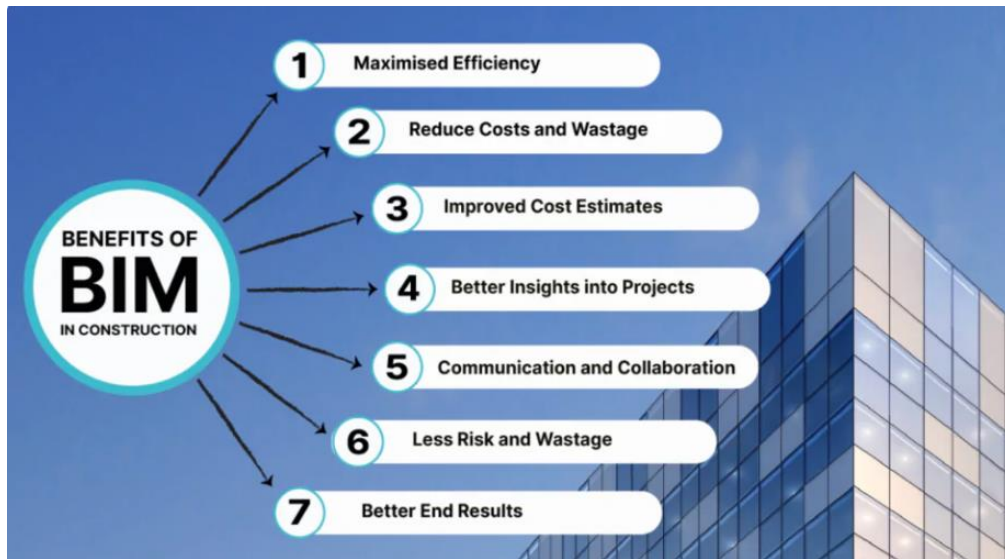 BENEFITS OF
BIM
IN CONSTRUCTION
1 Maximised Efficiency
2 Reduce Costs and Wastage
3 Improved Cost Estimates
4 Better Insights into Projects
5 Communication and Collaboration
6 Less Risk and Wastage
7 Better End Results